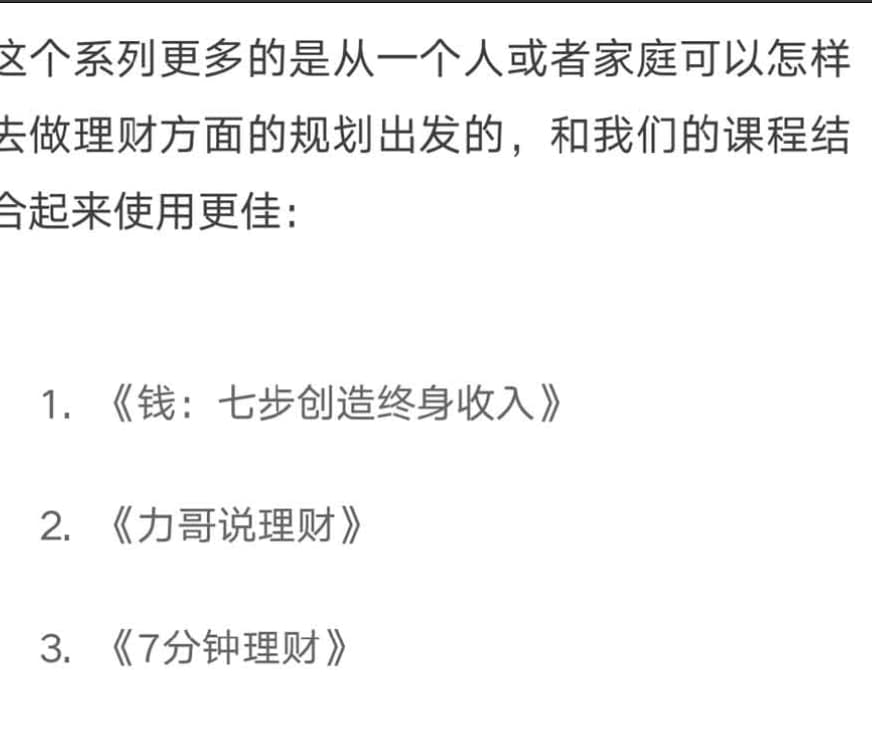 这个系列更多的是从一个人或者家庭可以怎样
去做理财方面的规划出发的，和我们的课程结
合起来使用更佳：
1. 《钱：七步创造终身收入》
2. 《力哥说理财》
3. 《7分钟理财》